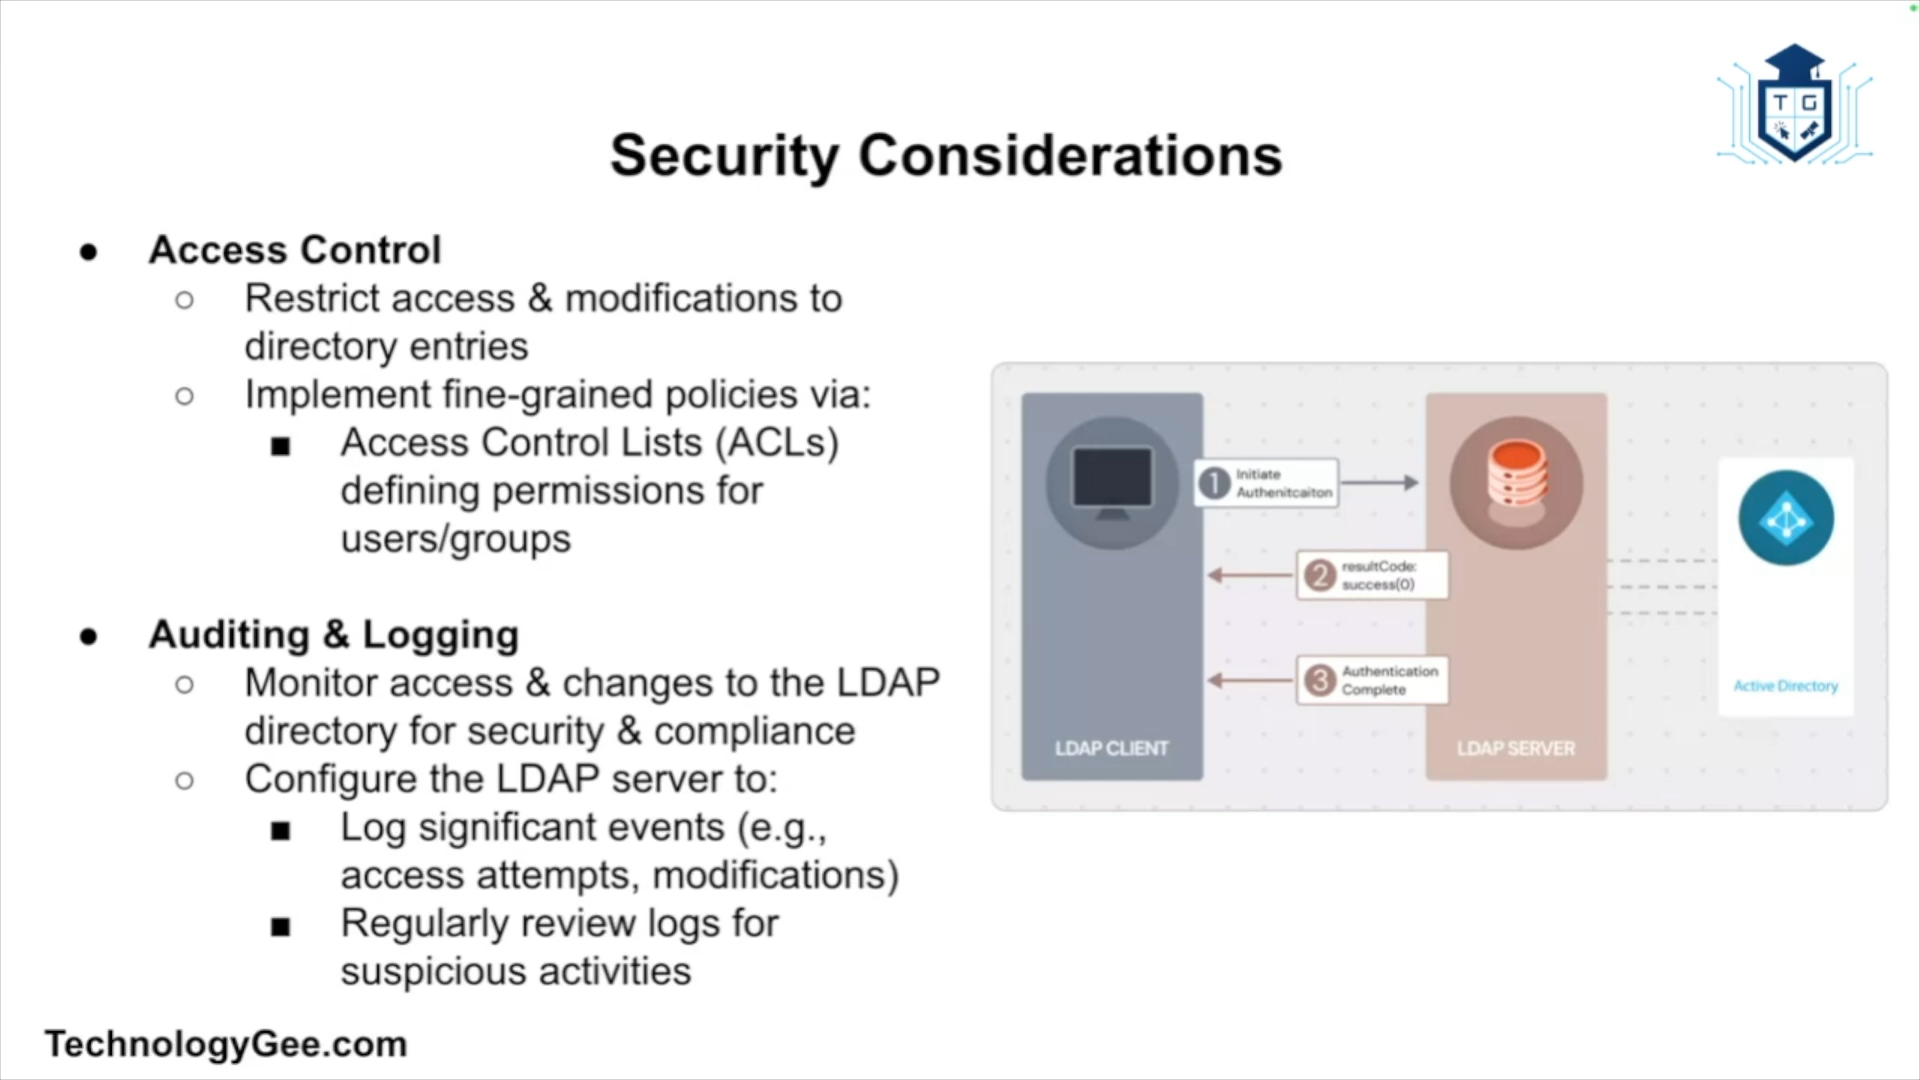 T G
Security Considerations
● Access Control
○ Restrict access & modifications to
directory entries
○ Implement fine-grained policies via:
■ Access Control Lists (ACLs)
defining permissions for
users/groups
● Auditing & Logging
○ Monitor access & changes to the LDAP
directory for security & compliance
○ Configure the LDAP server to:
■ Log significant events (e.g.,
access attempts, modifications)
■ Regularly review logs for
suspicious activities
1 Initiate
Authenitcaiton
2 resultCode:
success(0)
3 Authentication
Complete
LDAP CLIENT
LDAP SERVER
Active Directory
TechnologyGee.com